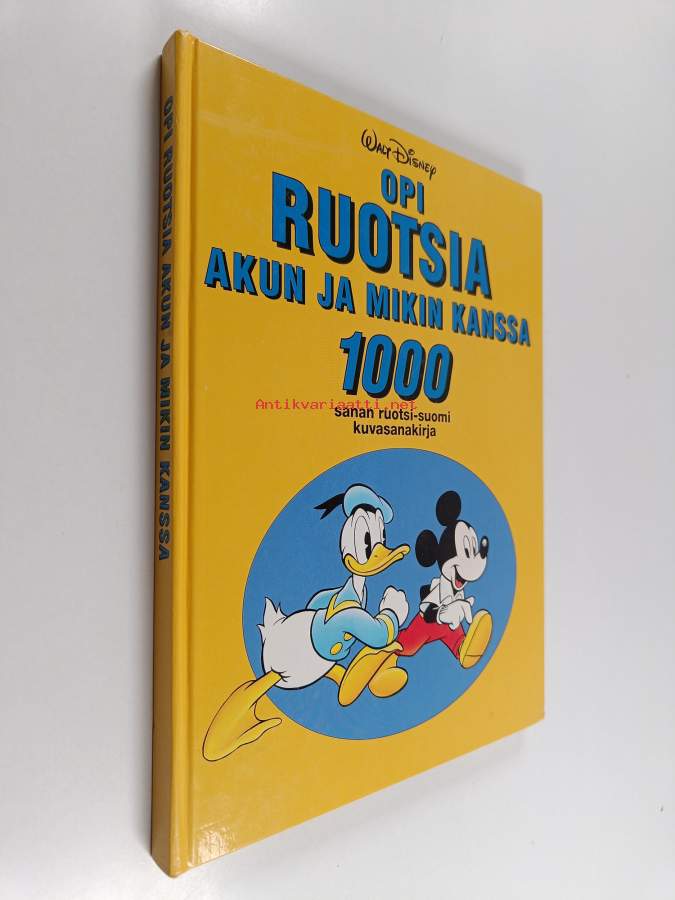 OPI RUOTSIA AKUN JA MIKIN KANSSA
WALT DISNEY
OPI
RUOTSIA
AKUN JA MIKIN KANSSA
1000
Antikvariaatti.net
sanan ruotsi-suomi
kuvasanakirja